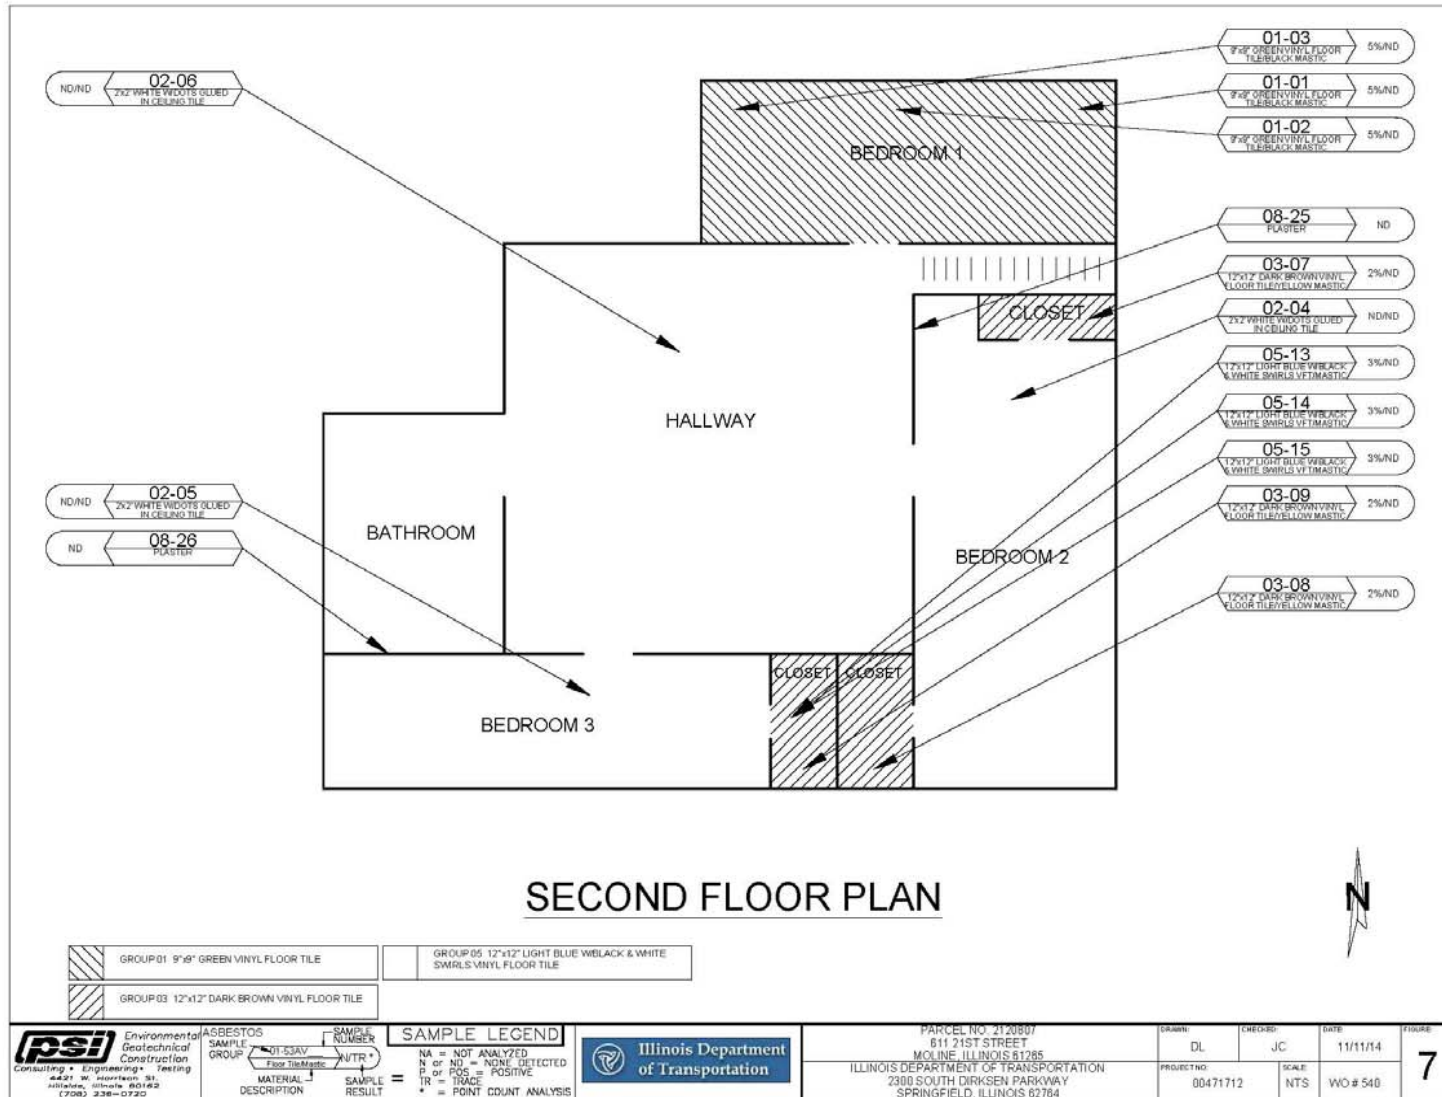 01-03
9"x9" GREEN VINYL FLOOR
TILE/BLACK MASTIC
5%/ND
01-01
9"x9" GREEN VINYL FLOOR
TILE/BLACK MASTIC
5%/ND
01-02
9"x9" GREEN VINYL FLOOR
TILE/BLACK MASTIC
5%/ND
ND/ND
02-06
2'x2' WHITE W/DOTS GLUED
IN CEILING TILE
BEDROOM 1
08-25
PLASTER
ND
03-07
12"x12" DARK BROWN VINYL
FLOOR TILE/YELLOW MASTIC
2%/ND
02-04
2'x2' WHITE W/DOTS GLUED
IN CEILING TILE
ND/ND
CLOSET
05-13
12"x12" LIGHT BLUE W/BLACK
& WHITE SWIRLS VFT/MASTIC
3%/ND
05-14
12"x12" LIGHT BLUE W/BLACK
& WHITE SWIRLS VFT/MASTIC
3%/ND
05-15
12"x12" LIGHT BLUE W/BLACK
& WHITE SWIRLS VFT/MASTIC
3%/ND
HALLWAY
03-09
12"x12" DARK BROWN VINYL
FLOOR TILE/YELLOW MASTIC
2%/ND
ND/ND
02-05
2'x2' WHITE W/DOTS GLUED
IN CEILING TILE
ND
08-26
PLASTER
BATHROOM
BEDROOM 2
03-08
12"x12" DARK BROWN VINYL
FLOOR TILE/YELLOW MASTIC
2%/ND
CLOSET CLOSET
BEDROOM 3
SECOND FLOOR PLAN
N
GROUP 01 9"x9" GREEN VINYL FLOOR TILE
GROUP 05 12"x12" LIGHT BLUE W/BLACK & WHITE
SWIRLS VINYL FLOOR TILE
GROUP 03 12"x12" DARK BROWN VINYL FLOOR TILE
psi
Environmental
Geotechnical
Construction
Consulting • Engineering • Testing
4421 W. Harrison St.
Hillside, Illinois 60162
(708) 236-0720
ASBESTOS
SAMPLE
GROUP
SAMPLE
NUMBER
01-53AV
Floor Tile/Mastic
N/TR *
MATERIAL
DESCRIPTION
SAMPLE
RESULT
=
SAMPLE LEGEND
NA = NOT ANALYZED
N or ND = NONE DETECTED
P or POS = POSITIVE
TR = TRACE
* = POINT COUNT ANALYSIS
Illinois Department
of Transportation
PARCEL NO. 2120807
611 21ST STREET
MOLINE, ILLINOIS 61265
ILLINOIS DEPARTMENT OF TRANSPORTATION
2300 SOUTH DIRKSEN PARKWAY
SPRINGFIELD, ILLINOIS 62764
DRAWN:
DL
CHECKED:
JC
DATE
11/11/14
FIGURE
7
PROJECT NO:
00471712
SCALE
NTS
WO # 540